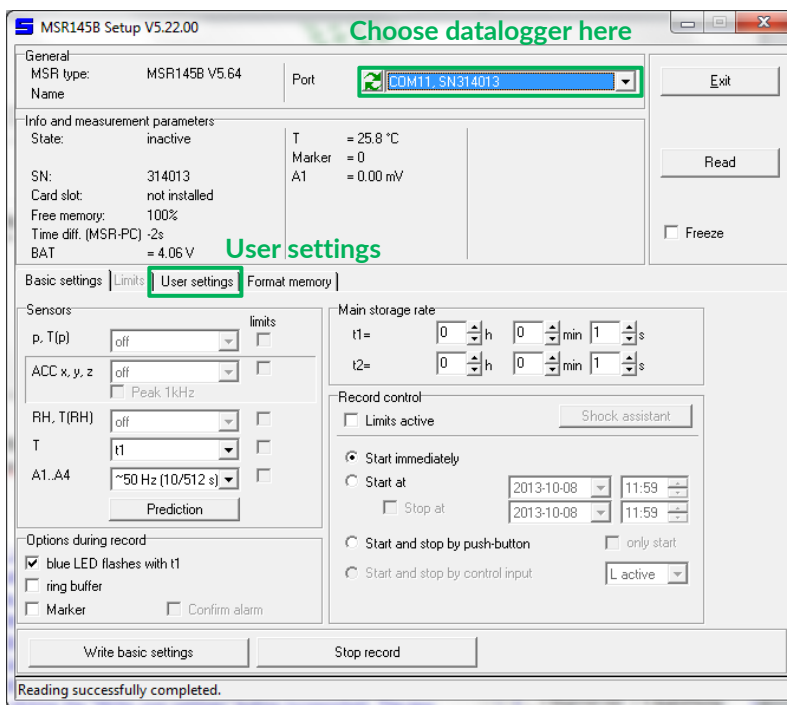 MSR145B Setup V5.22.00
Choose datalogger here
General
MSR type: MSR145B V5.64
Name
Port COM11, SN314013
Exit
Info and measurement parameters
State: inactive
SN: 314013
Card slot: not installed
Free memory: 100%
Time diff. (MSR-PC) -2s
BAT = 4.06 V
T = 25.8 °C
Marker = 0
A1 = 0.00 mV
Read
Freeze
User settings
Basic settings Limits User settings Format memory
Sensors
limits
p, T(p) off
ACC x, y, z off
Peak 1kHz
RH, T(RH) off
T t1
A1..A4 ~50 Hz (10/512 s)
Prediction
Main storage rate
t1= 0 h 0 min 1 s
t2= 0 h 0 min 1 s
Record control
Limits active Shock assistant
Start immediately
Start at 2013-10-08 11:59
Stop at 2013-10-08 11:59
Start and stop by push-button only start
Start and stop by control input L active
Options during record
blue LED flashes with t1
ring buffer
Marker Confirm alarm
Write basic settings Stop record
Reading successfully completed.